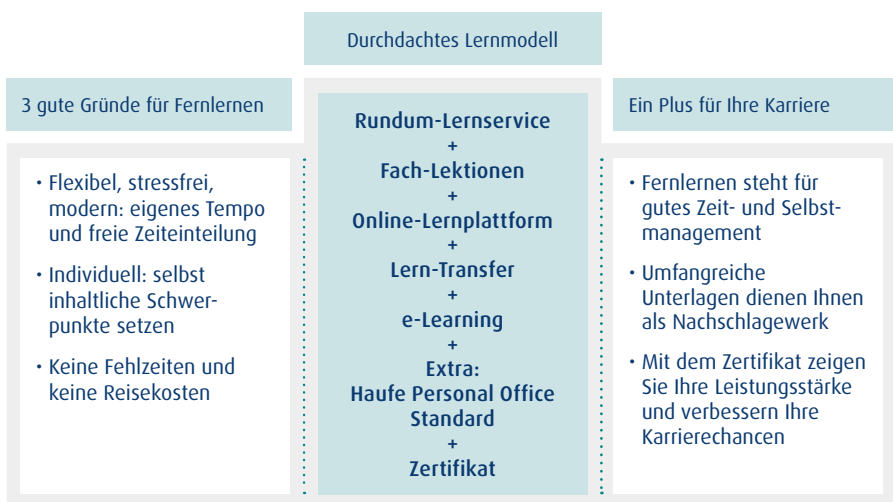 Durchdachtes Lernmodell
3 gute Gründe für Fernlernen
• Flexibel, stressfrei,
modern: eigenes Tempo
und freie Zeiteinteilung
• Individuell: selbst
inhaltliche Schwer-
punkte setzen
• Keine Fehlzeiten und
keine Reisekosten
Rundum-Lernservice
+
Fach-Lektionen
+
Online-Lernplattform
+
Lern-Transfer
+
e-Learning
+
Extra:
Haufe Personal Office
Standard
+
Zertifikat
Ein Plus für Ihre Karriere
• Fernlernen steht für
gutes Zeit- und Selbst-
management
• Umfangreiche
Unterlagen dienen Ihnen
als Nachschlagewerk
• Mit dem Zertifikat zeigen
Sie Ihre Leistungsstärke
und verbessern Ihre
Karrierechancen